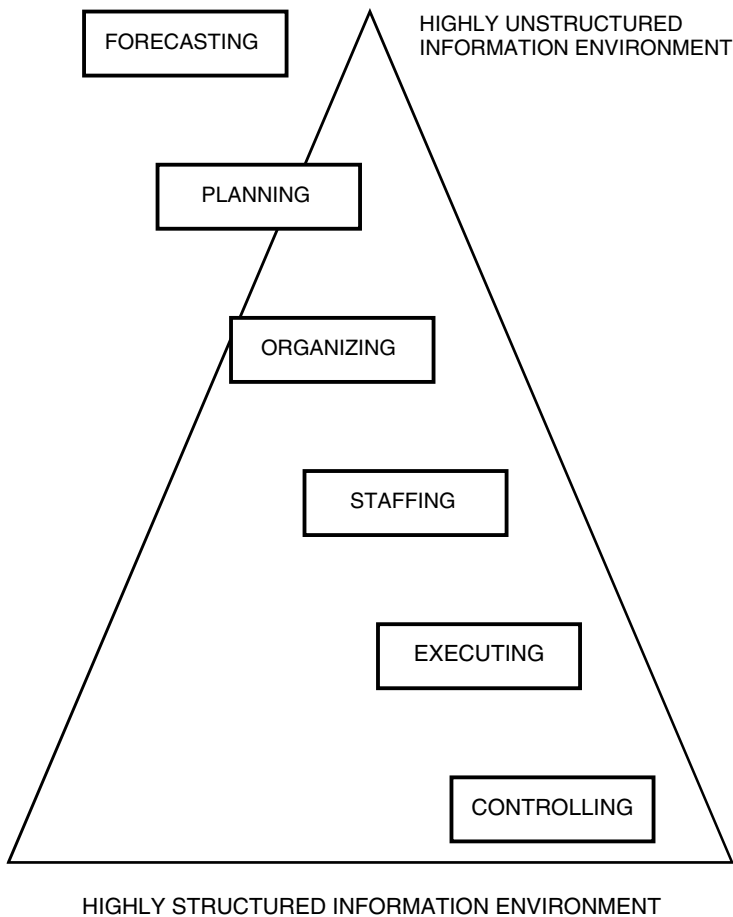 FORECASTING
HIGHLY UNSTRUCTURED
INFORMATION ENVIRONMENT
PLANNING
ORGANIZING
STAFFING
EXECUTING
CONTROLLING
HIGHLY STRUCTURED INFORMATION ENVIRONMENT